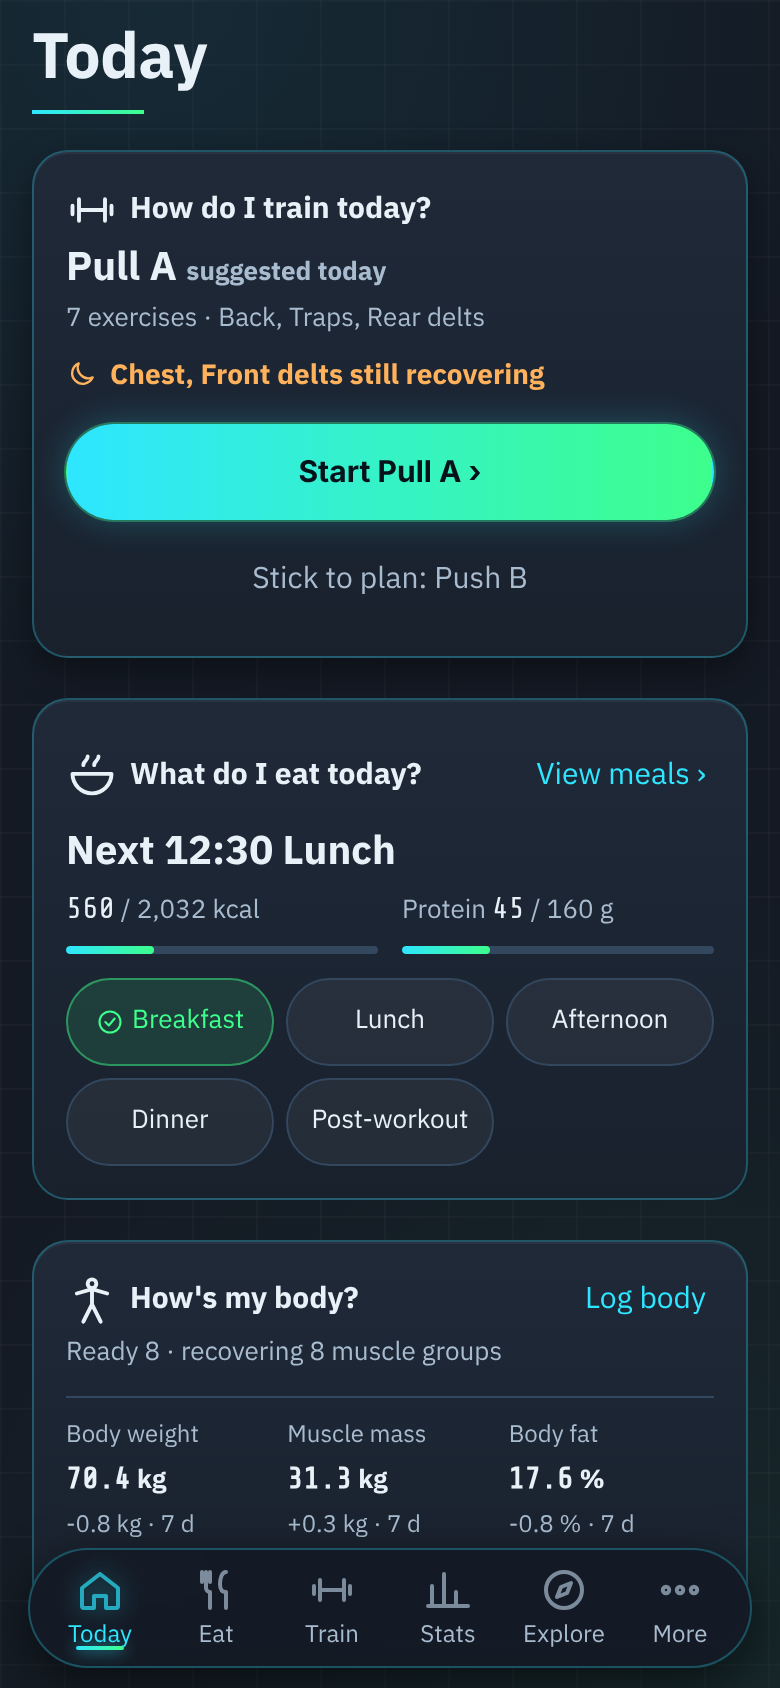 Today
How do I train today?
Pull A suggested today
7 exercises · Back, Traps, Rear delts
Chest, Front delts still recovering
Start Pull A ›
Stick to plan: Push B
What do I eat today?
View meals ›
Next 12:30 Lunch
560 / 2,032 kcal
Protein 45 / 160 g
Breakfast
Lunch
Afternoon
Dinner
Post-workout
How's my body?
Log body
Ready 8 · recovering 8 muscle groups
Body weight
Muscle mass
Body fat
70.4 kg
31.3 kg
17.6 %
-0.8 kg · 7 d
+0.3 kg · 7 d
-0.8 % · 7 d
Today
Eat
Train
Stats
Explore
More